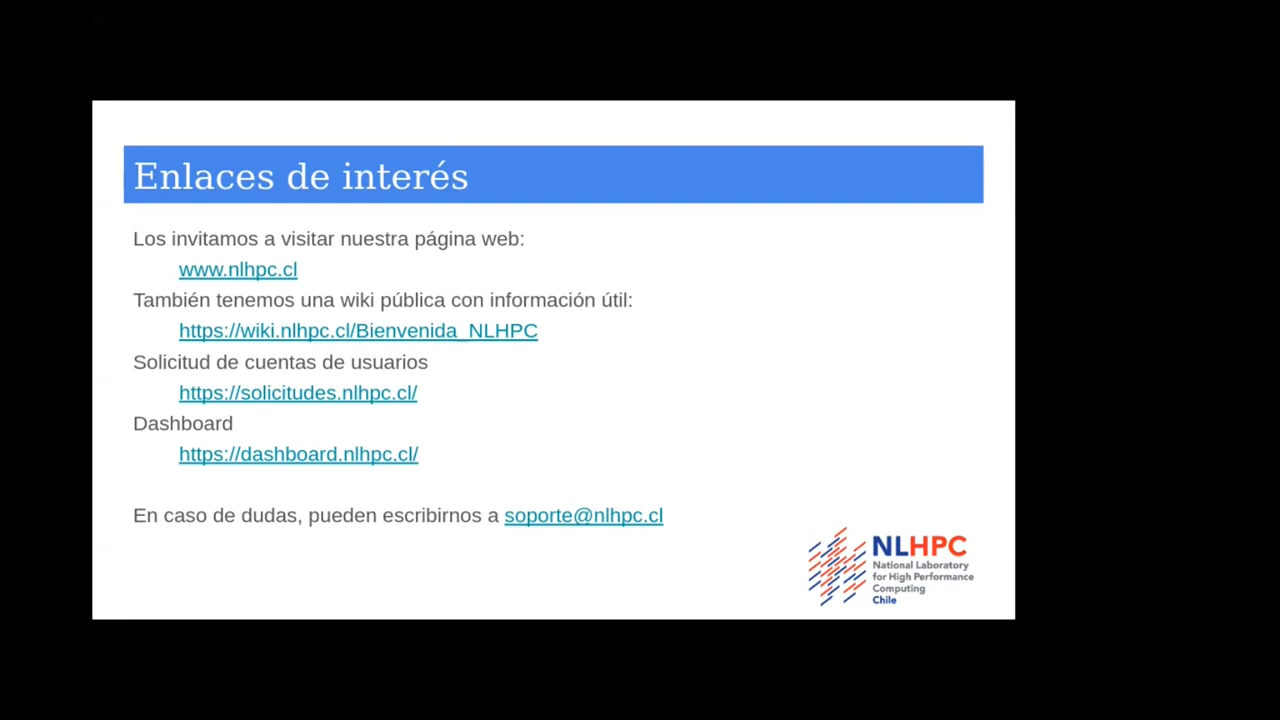 Enlaces de interés
Los invitamos a visitar nuestra página web:
www.nlhpc.cl
También tenemos una wiki pública con información útil:
https://wiki.nlhpc.cl/Bienvenida_NLHPC
Solicitud de cuentas de usuarios
https://solicitudes.nlhpc.cl/
Dashboard
https://dashboard.nlhpc.cl/
En caso de dudas, pueden escribirnos a soporte@nlhpc.cl
NLHPC
National Laboratory
for High Performance
Computing
Chile